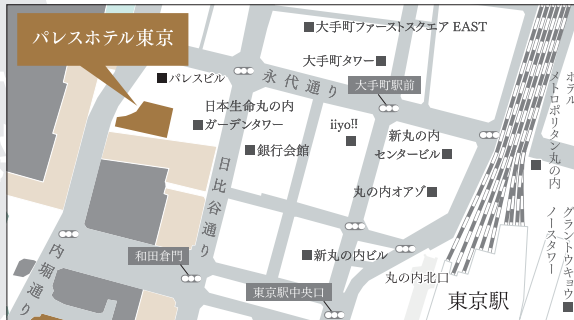 大手町ファーストスクエア EAST
パレスホテル東京
大手町タワー
パレスビル
永代通り
大手町駅前
ホテル
メトロポリタン丸の内
日本生命丸の内
ガーデンタワー
iiyo!!
新丸の内
センタービル
銀行会館
日比谷通り
丸の内オアゾ
グラントウキョウ
ノースタワー
内堀通り
和田倉門
新丸の内ビル
丸の内北口
東京駅中央口
東京駅